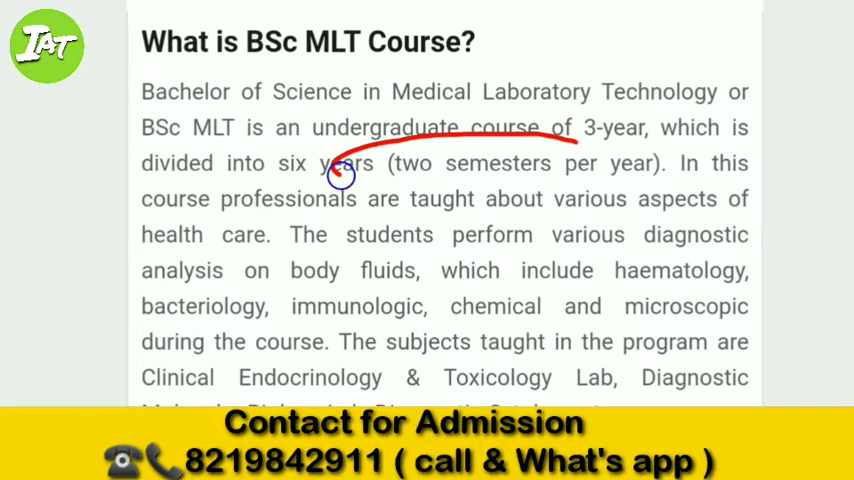 IAT
What is BSc MLT Course?
Bachelor of Science in Medical Laboratory Technology or
BSc MLT is an undergraduate course of 3-year, which is
divided into six years (two semesters per year). In this
course professionals are taught about various aspects of
health care. The students perform various diagnostic
analysis on body fluids, which include haematology,
bacteriology, immunologic, chemical and microscopic
during the course. The subjects taught in the program are
Clinical Endocrinology & Toxicology Lab, Diagnostic
Contact for Admission
8219842911 ( call & What's app )